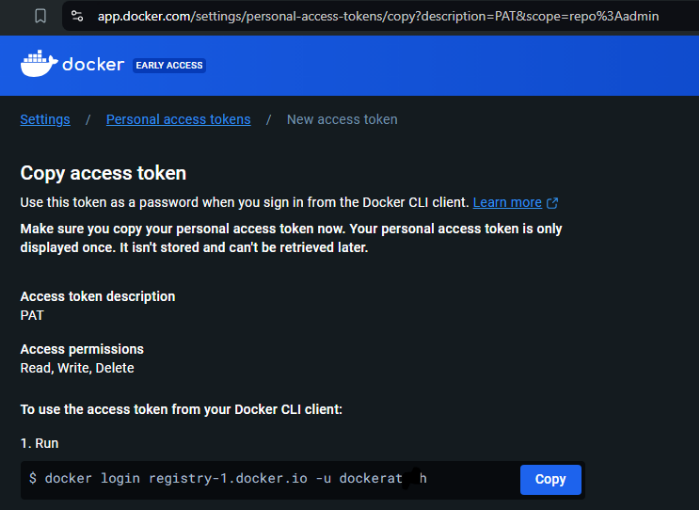 app.docker.com/settings/personal-access-tokens/copy?description=PAT&scope=repo%3Aadmin
docker EARLY ACCESS
Settings / Personal access tokens / New access token
Copy access token
Use this token as a password when you sign in from the Docker CLI client. Learn more
Make sure you copy your personal access token now. Your personal access token is only
displayed once. It isn't stored and can't be retrieved later.
Access token description
PAT
Access permissions
Read, Write, Delete
To use the access token from your Docker CLI client:
1. Run
$ docker login registry-1.docker.io -u
Copy